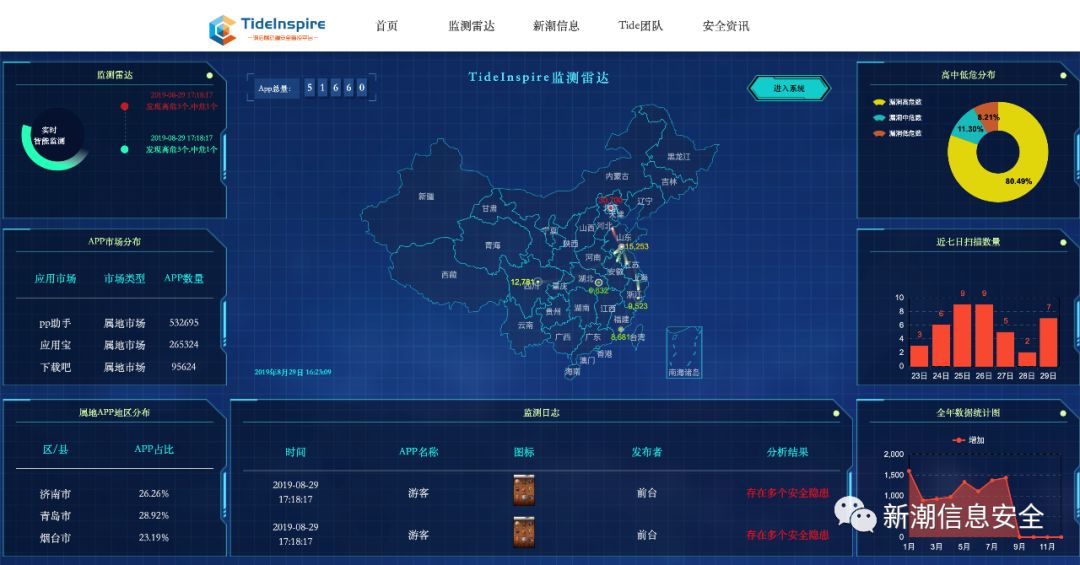 TideInspire
首页 监测雷达 新潮信息 Tide团队 安全资讯
监测雷达
实时
智能监测
2019-08-29 17:18:17
发现高危3个,中危1个
2019-08-29 17:18:17
发现高危3个,中危1个
App总量: 5 1 6 6 0
TideInspire监测雷达
进入系统
黑龙江
内蒙古
吉林
新疆
辽宁
甘肃
天津
宁夏
山西
河北
青海
陕西
山东
15,253
河南
江苏
西藏
安徽
12,781
四川
重庆
湖北
浙江
9,523
贵州
湖南
江西
福建
云南
广西
广东
台湾
香港
澳门
海南
南海诸岛
2019年8月29日 16:23:09
高中低危分布
漏洞高危数
漏洞中危数
漏洞低危数
8.21%
11.30%
80.49%
APP市场分布
应用市场 市场类型 APP数量
pp助手 属地市场 532695
应用宝 属地市场 265324
下载吧 属地市场 95624
近七日扫描数量
10
8
6
4
2
0
3 6 9 9 5 2 7
23日 24日 25日 26日 27日 28日 29日
属地APP地区分布
区/县 APP占比
济南市 26.26%
青岛市 28.92%
烟台市 23.19%
监测日志
时间 APP名称 图标 发布者 分析结果
2019-08-29
17:18:17
游客 前台 存在多个安全隐患
2019-08-29
17:18:17
游客 前台 存在多个安全隐患
全年数据统计图
增加
2,000
1,500
1,000
0
1月 3月 5月 7月 9月 11月
新潮信息安全